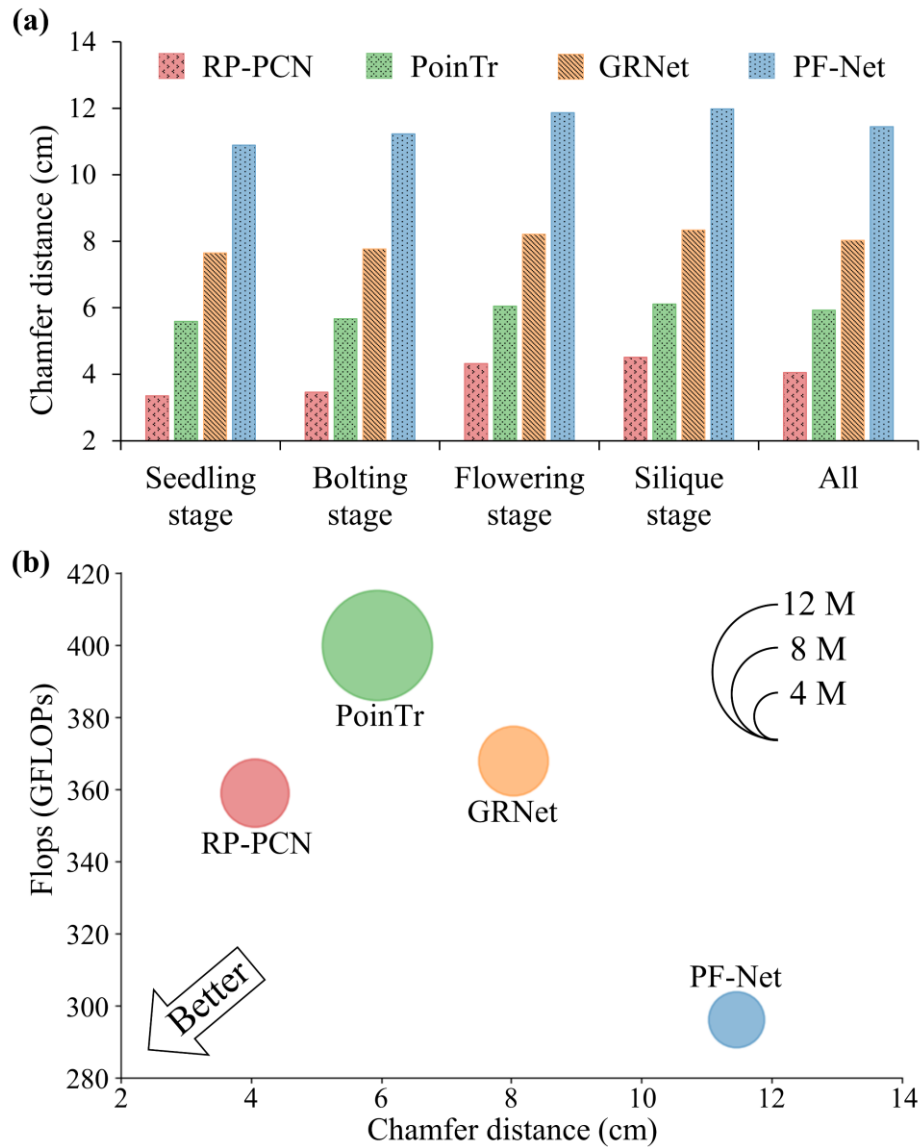 (a)
14
12
10
8
6
4
2
Chamfer distance (cm)
RP-PCN PoinTr GRNet PF-Net
Seedling stage
Bolting stage
Flowering stage
Silique stage
All
(b)
420
400
380
360
340
320
300
280
Flops (GFLOPs)
12 M
8 M
4 M
PoinTr
GRNet
RP-PCN
PF-Net
Better
2 4 6 8 10 12 14
Chamfer distance (cm)